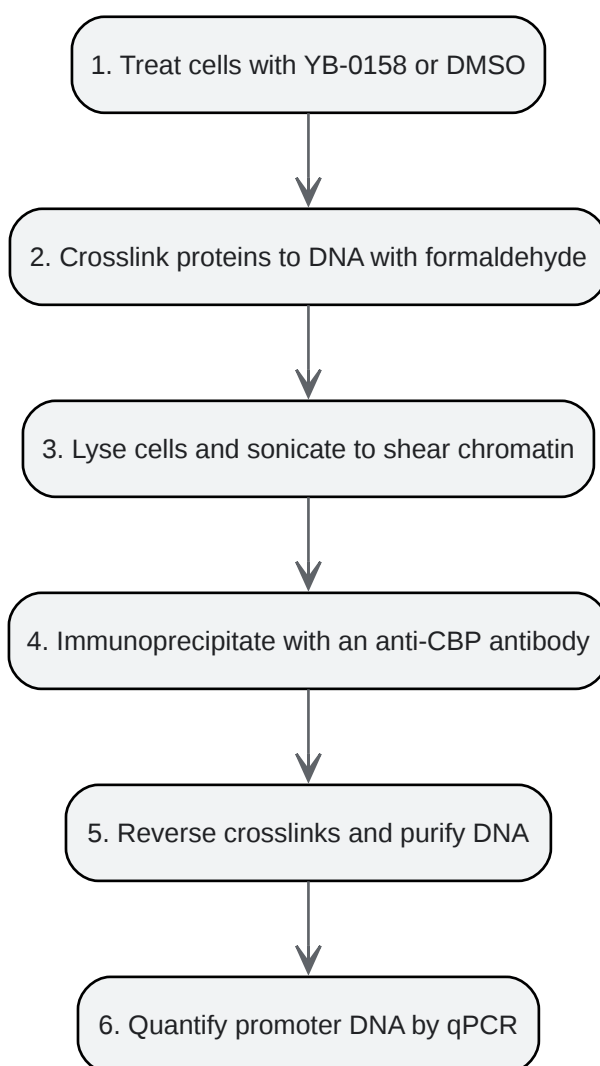 1. Treat cells with YB-0158 or DMSO
2. Crosslink proteins to DNA with formaldehyde
3. Lyse cells and sonicate to shear chromatin
4. Immunoprecipitate with an anti-CBP antibody
5. Reverse crosslinks and purify DNA
6. Quantify promoter DNA by qPCR